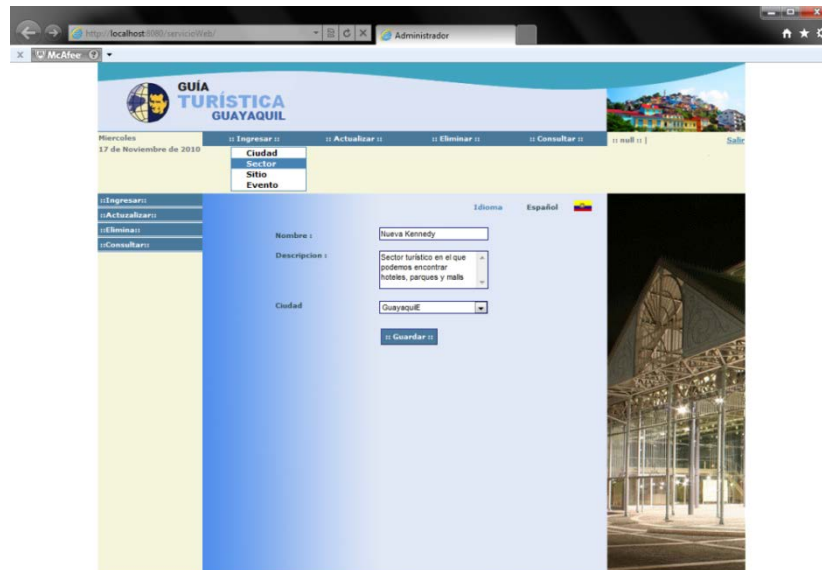 http://localhost:8080/servicioWeb/
Administrador
x McAfee
GUÍA
TURÍSTICA
GUAYAQUIL
Miercoles
17 de Noviembre de 2010
:: Ingresar :: :: Actualizar :: :: Eliminar :: :: Consultar ::
:: null :: | Salir
Ciudad
Sector
Sitio
Evento
::Ingresar::
::Actuzalizar::
::Elimina::
::Consultar::
Idioma Español
Nombre : Nueva Kennedy
Descripcion : Sector turístico en el que
podemos encontrar
hoteles, parques y malls
Ciudad GuayaquilE
:: Guardar ::